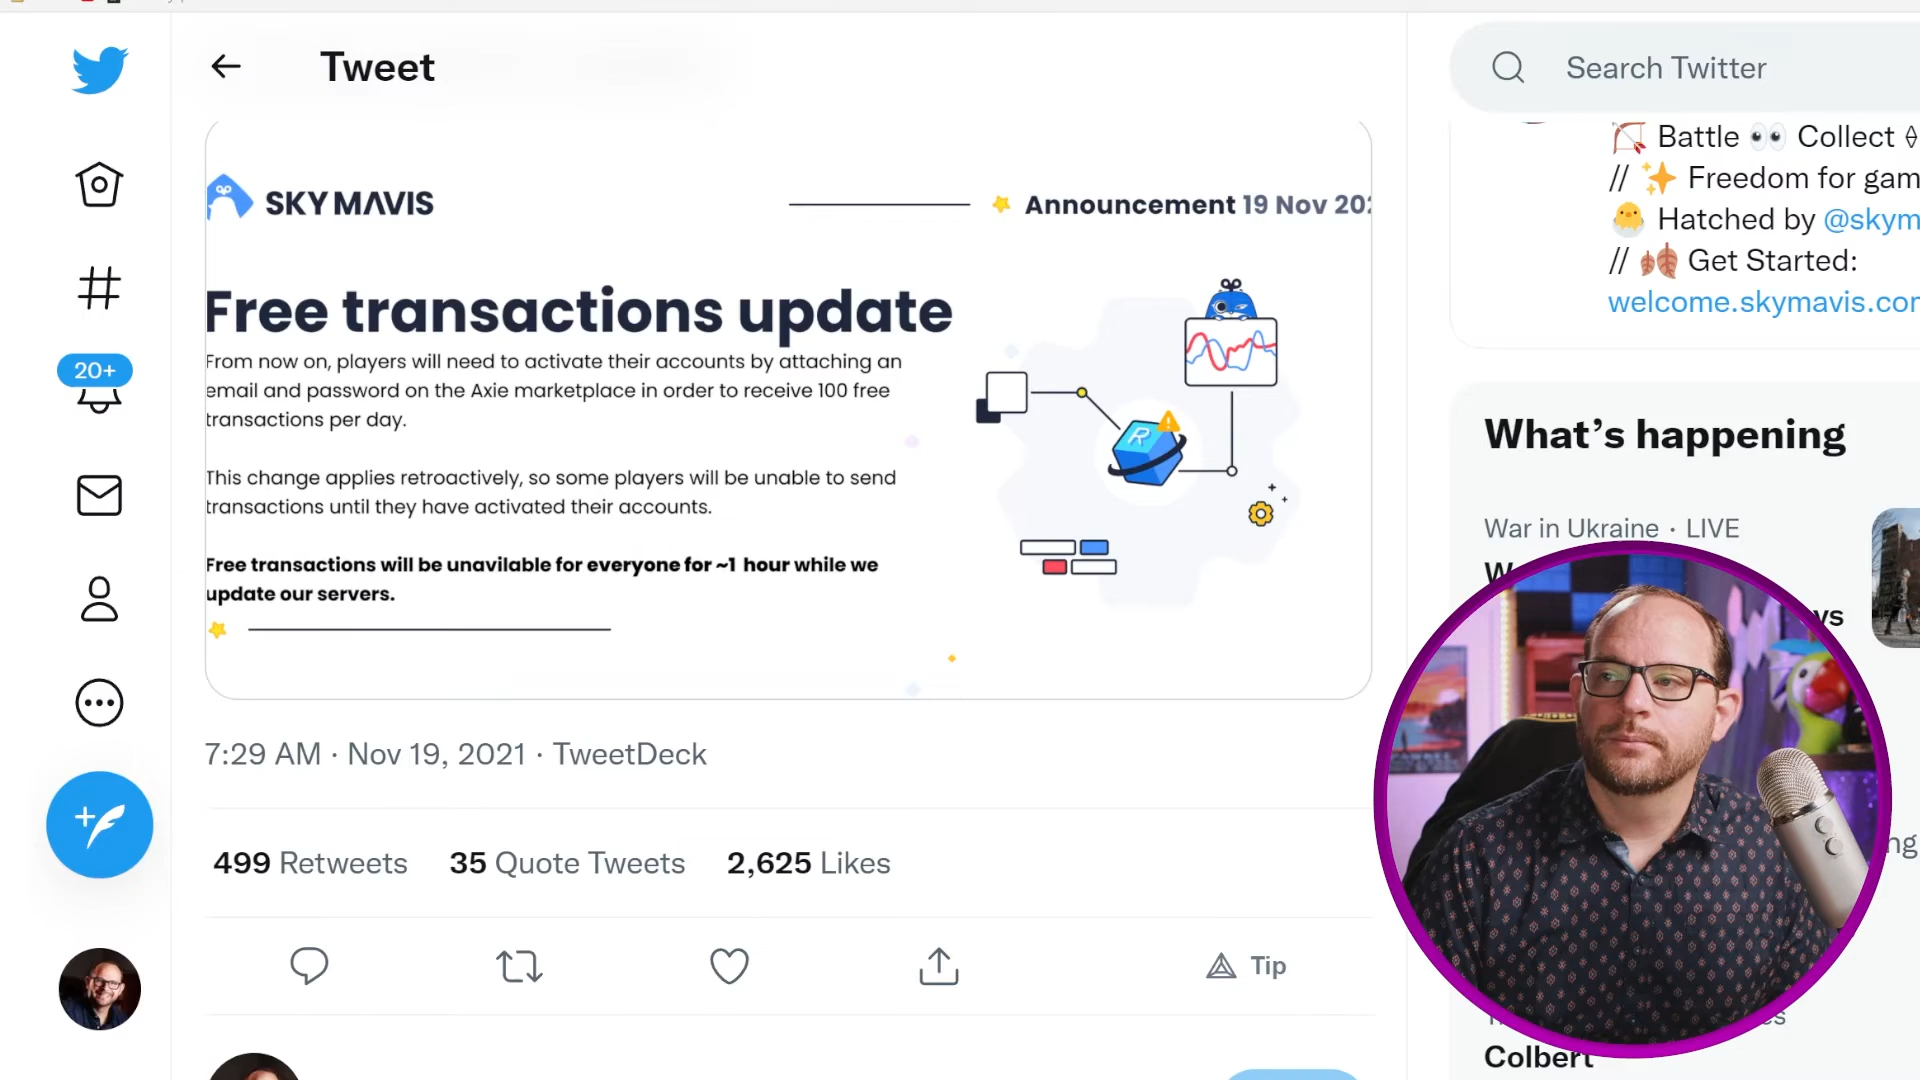 Tweet
Search Twitter
SKY MAVIS
Announcement 19 Nov 202
Free transactions update
From now on, players will need to activate their accounts by attaching an
email and password on the Axie marketplace in order to receive 100 free
transactions per day.
This change applies retroactively, so some players will be unable to send
transactions until they have activated their accounts.
Free transactions will be unavilable for everyone for ~1 hour while we
update our servers.
R
7:29 AM · Nov 19, 2021 · TweetDeck
499 Retweets 35 Quote Tweets 2,625 Likes
Tip
20+
Battle 👀 Collect
// ✨ Freedom for gam
Hatched by @skym
// 🍂 Get Started:
welcome.skymavis.com
What's happening
War in Ukraine · LIVE
Colbert